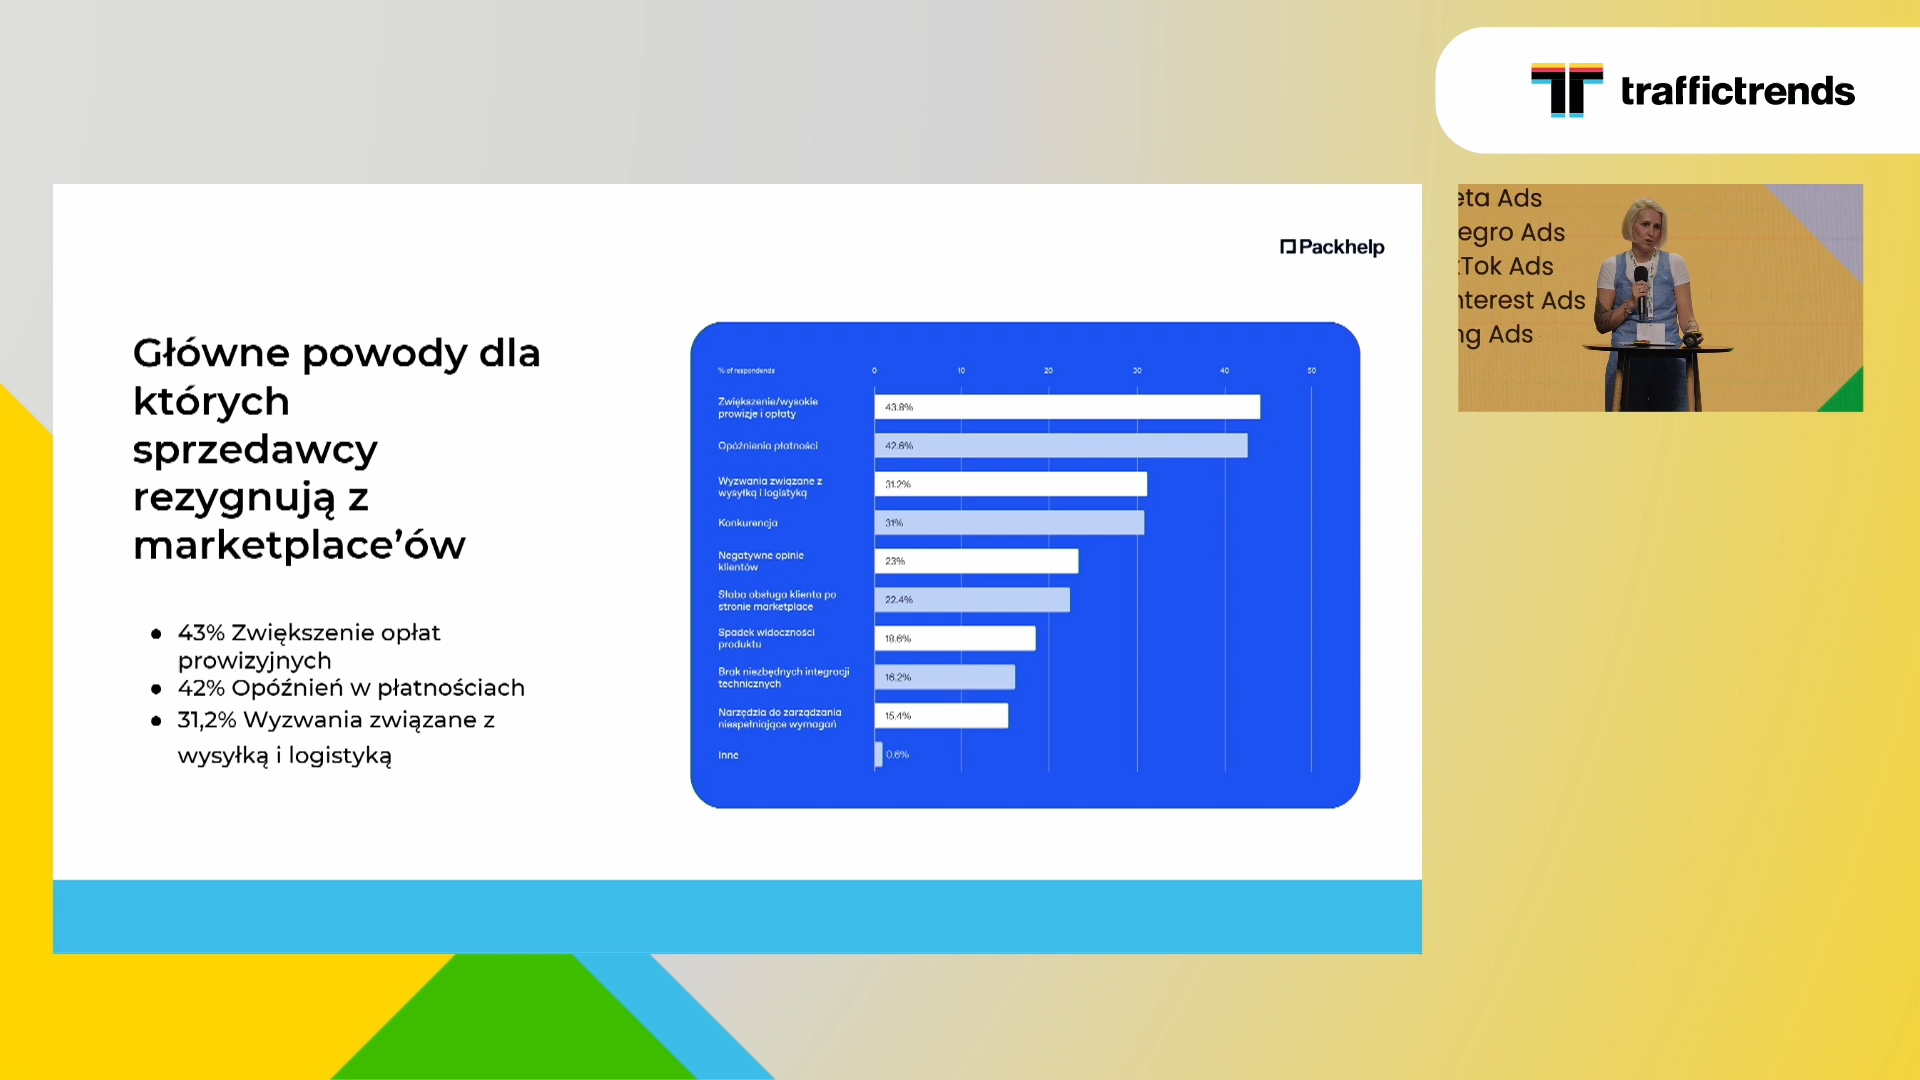 traffictrends
eta Ads
egro Ads
kTok Ads
nterest Ads
ng Ads
Packhelp
Główne powody dla
których
sprzedawcy
rezygnują z
marketplace’ów
43% Zwiększenie opłat
prowizyjnych
42% Opóźnień w płatnościach
31,2% Wyzwania związane z
wysyłką i logistyką
% of respondends
0 10 20 30 40 50
Zwiększenie/wysokie
prowizje i opłaty
43.8%
Opóźnienia płatności
42.6%
Wyzwania związane z
wysyłką i logistyką
31.2%
Konkurencja
31%
Negatywne opinie
klientów
23%
Słaba obsługa klienta po
stronie marketplace
22.4%
Spadek widoczności
produktu
18.6%
Brak niezbędnych integracji
technicznych
16.2%
Narzędzia do zarządzania
niespełniające wymagań
15.4%
Inne
0.6%